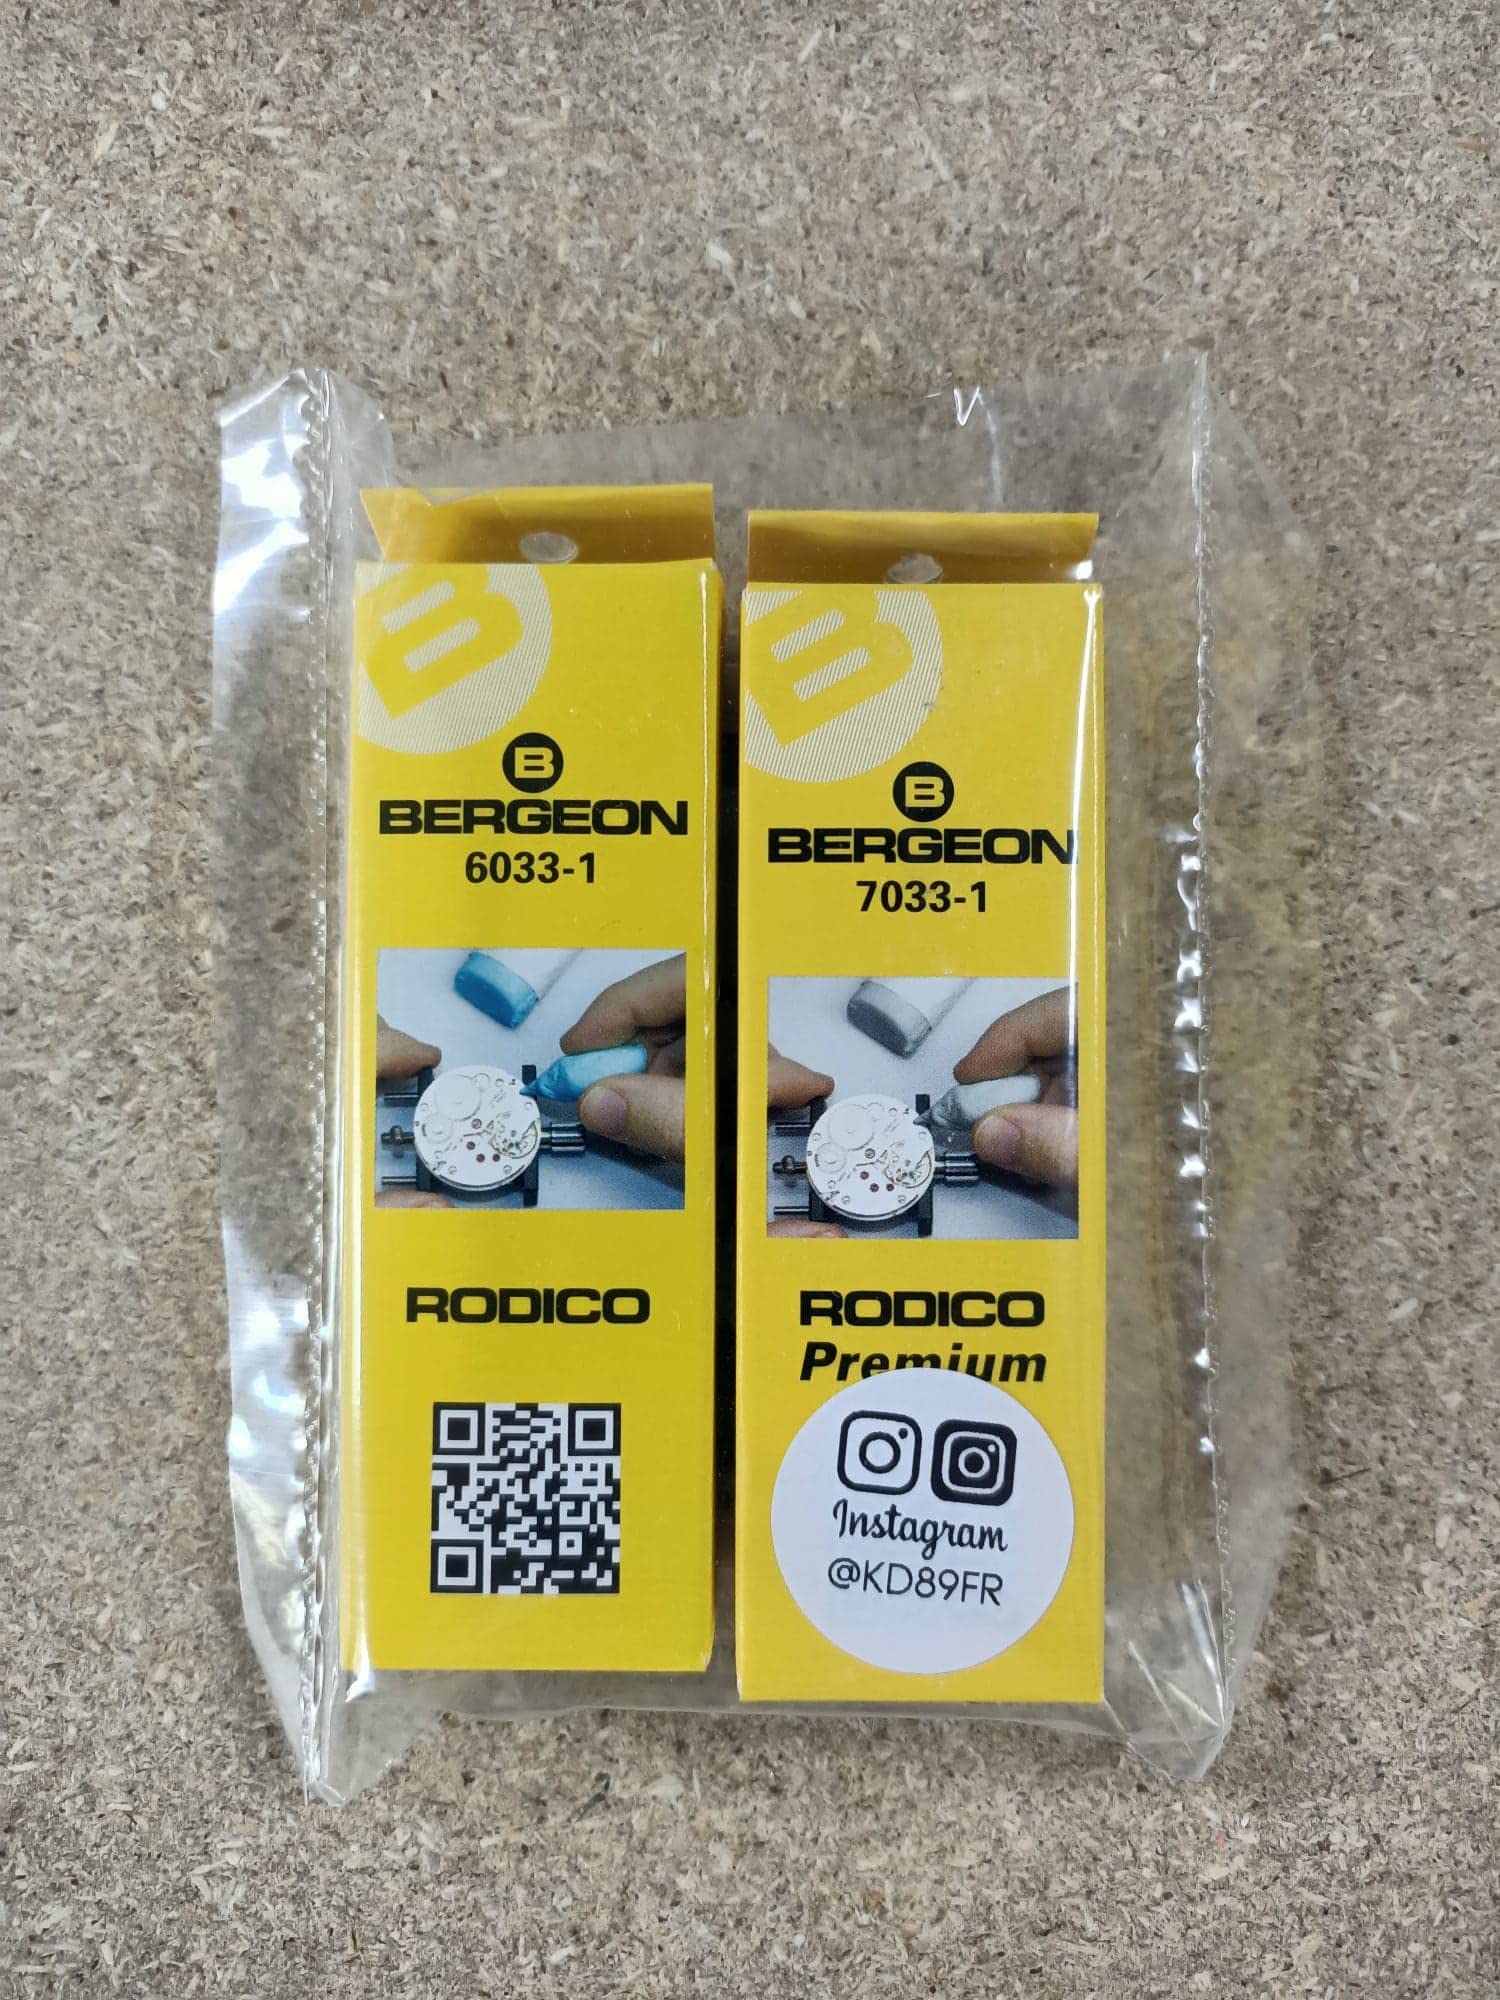 B
BERGEON
6033-1
RODICO
B
BERGEON
7033-1
RODICO
Premium
Instagram
@KD89FR